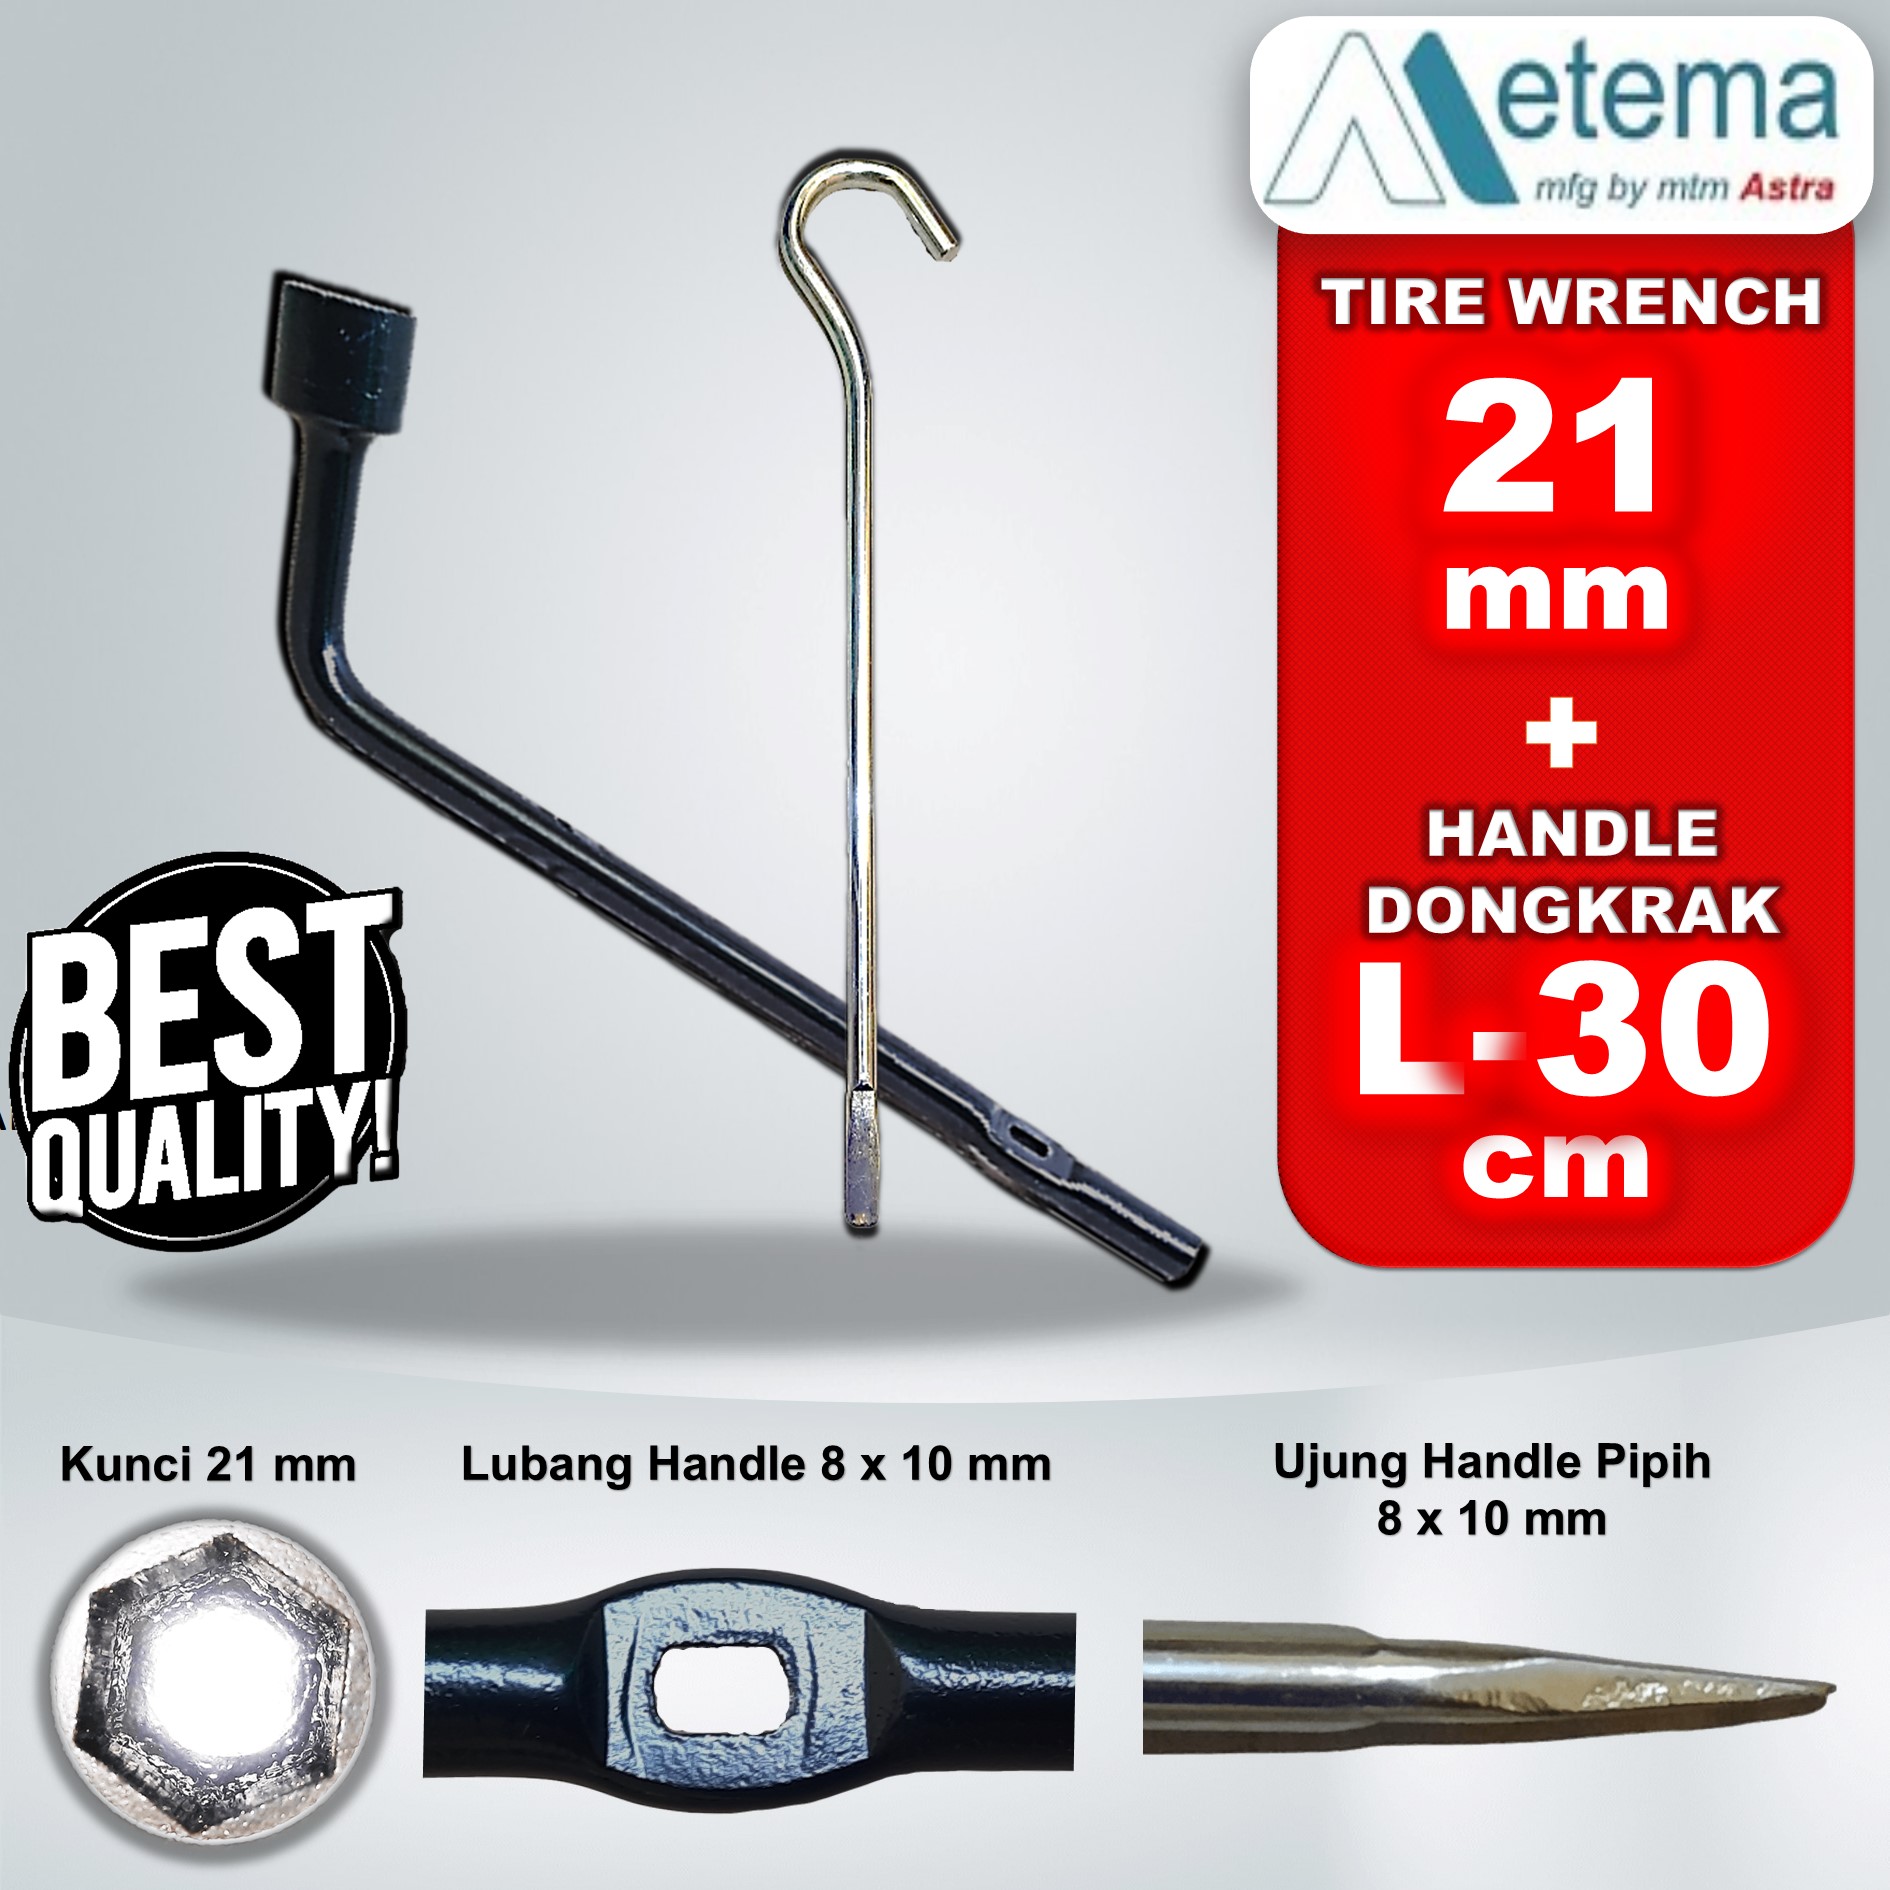 Metema
mfg by mtm Astra
TIRE WRENCH
21
mm
+
HANDLE
DONGKRAK
L-30
cm
BEST
QUALITY!
Kunci 21 mm
Lubang Handle 8 x 10 mm
Ujung Handle Pipih
8 x 10 mm